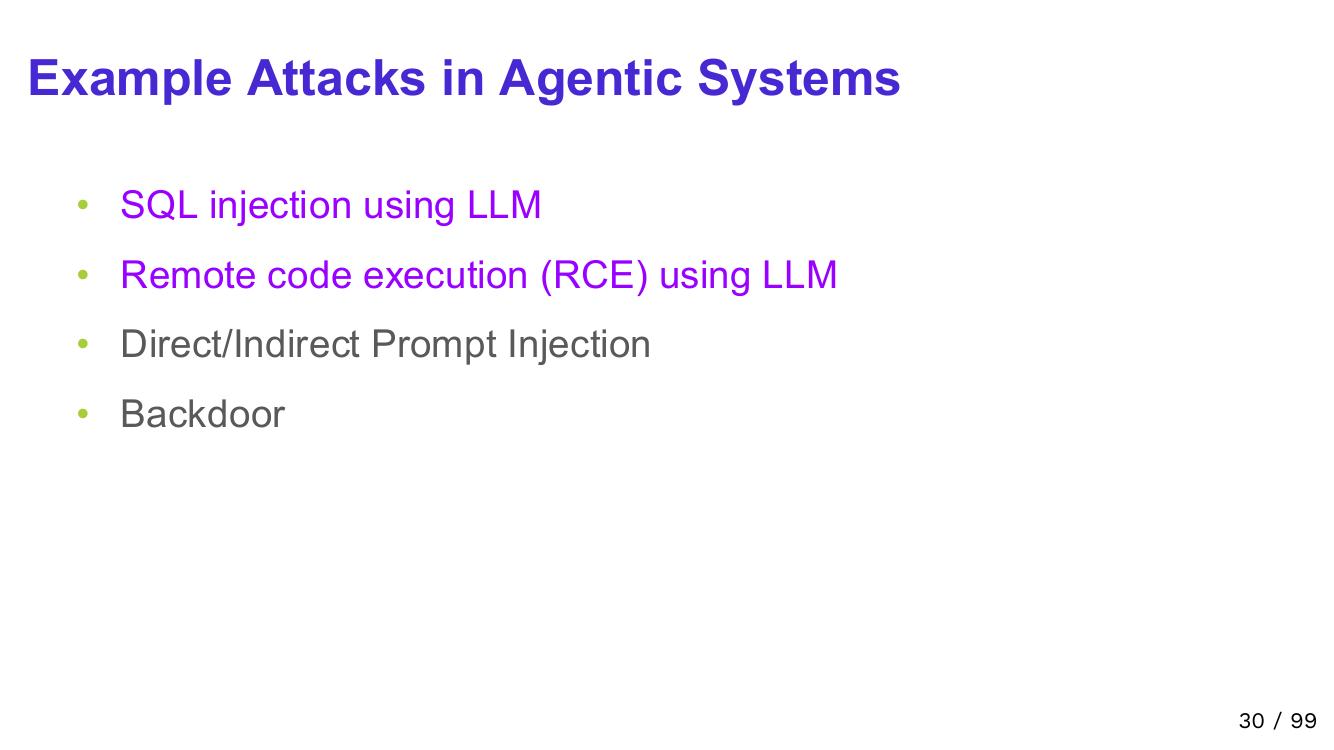 Example Attacks in Agentic Systems
• SQL injection using LLM
• Remote code execution (RCE) using LLM
• Direct/Indirect Prompt Injection
• Backdoor
30 / 99